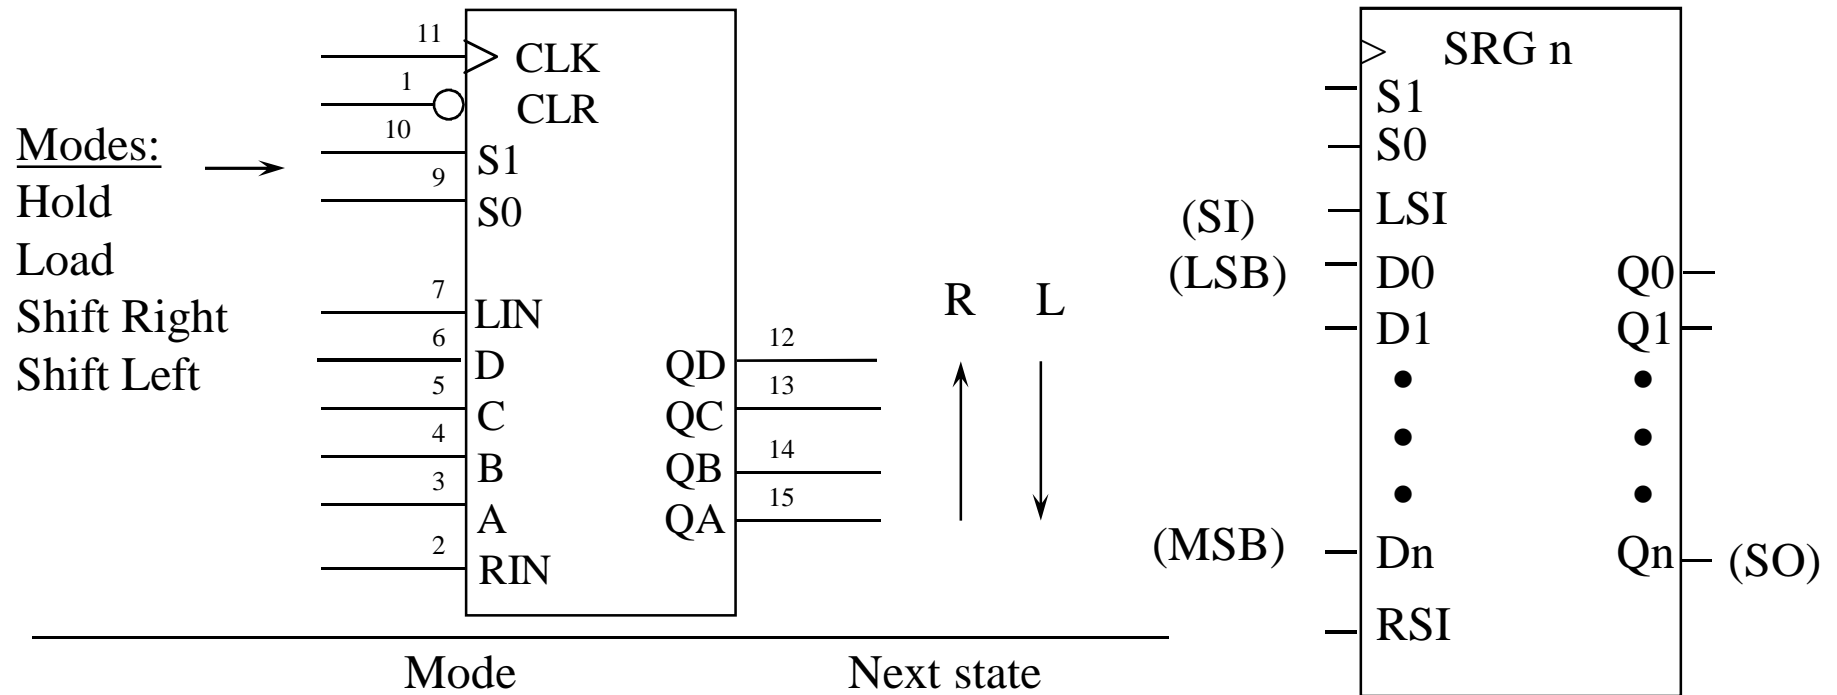 Modes:
Hold
Load
Shift Right
Shift Left
11 CLK
1 CLR
10 S1
9 S0
7 LIN
6 D QD 12
5 C QC 13
4 B QB 14
3 A QA 15
2 RIN
R L
SRG n
S1
S0
(SI) LSI
(LSB) D0 Q0
D1 Q1
(MSB) Dn Qn (SO)
RSI
Mode Next state